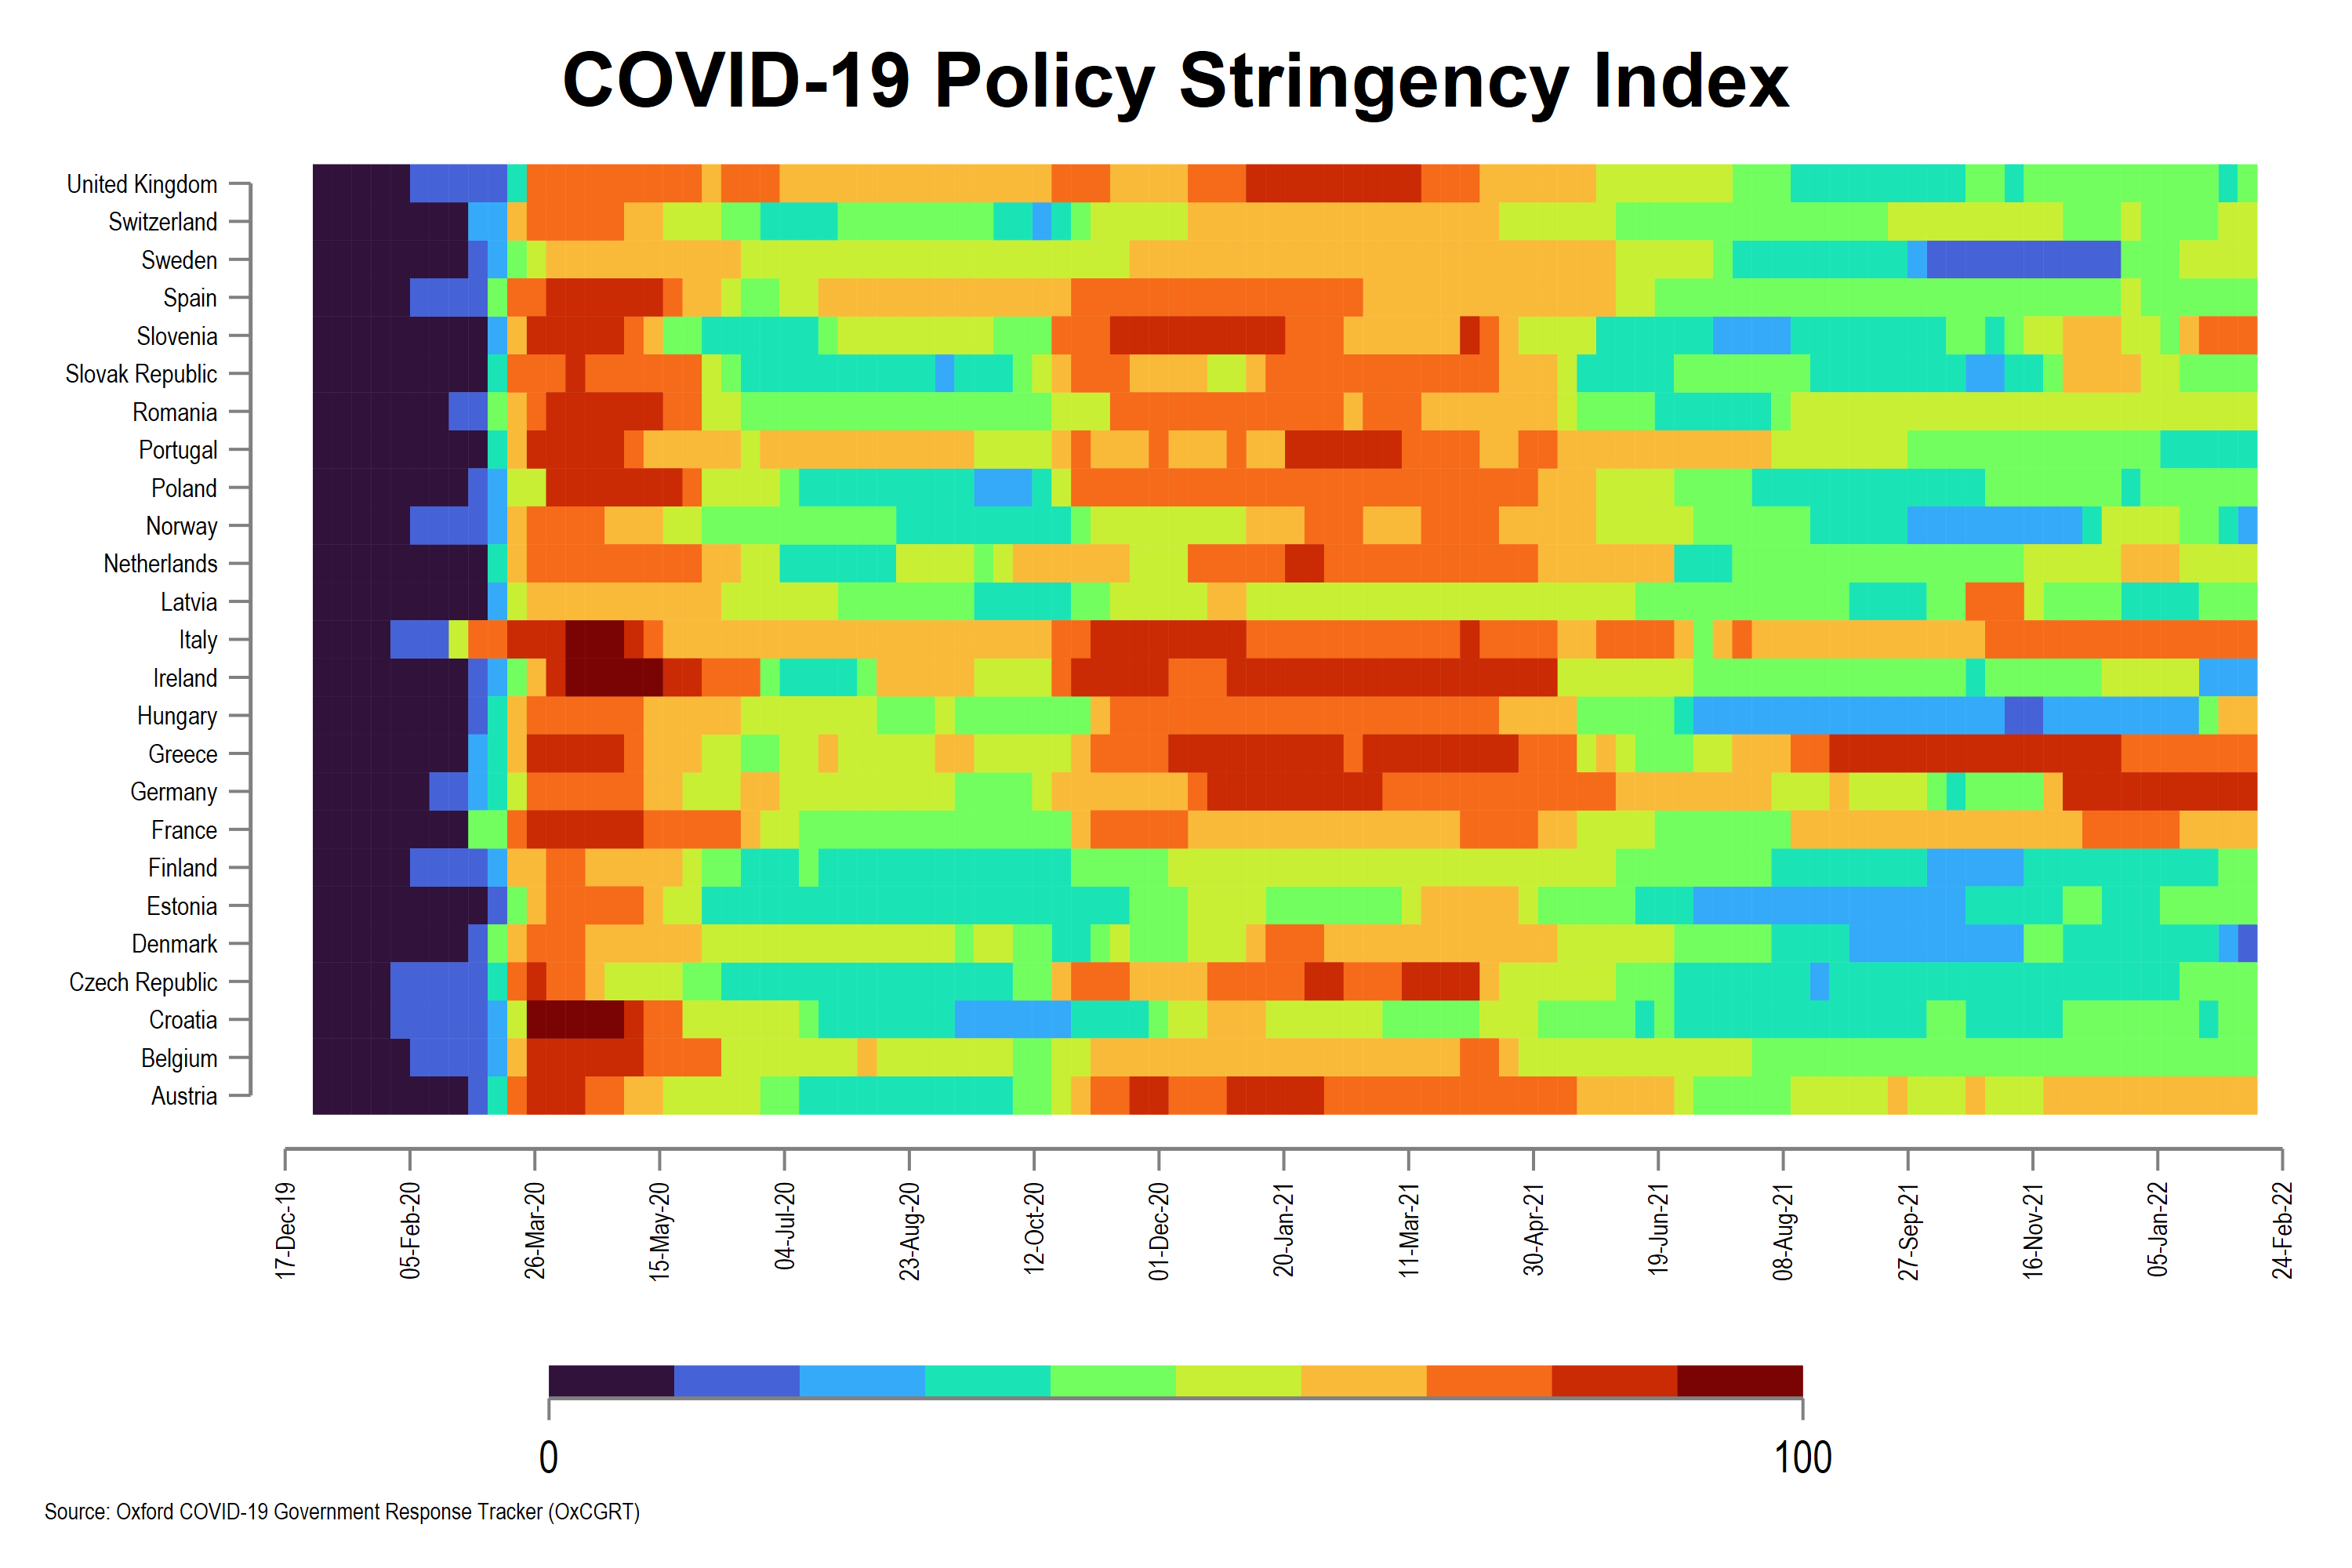 COVID-19 Policy Stringency Index
United Kingdom
Switzerland
Sweden
Spain
Slovenia
Slovak Republic
Romania
Portugal
Poland
Norway
Netherlands
Latvia
Italy
Ireland
Hungary
Greece
Germany
France
Finland
Estonia
Denmark
Czech Republic
Croatia
Belgium
Austria
17-Dec-19
05-Feb-20
26-Mar-20
15-May-20
04-Jul-20
23-Aug-20
12-Oct-20
01-Dec-20
20-Jan-21
11-Mar-21
30-Apr-21
19-Jun-21
08-Aug-21
27-Sep-21
16-Nov-21
05-Jan-22
24-Feb-22
0
100
Source: Oxford COVID-19 Government Response Tracker (OxCGRT)